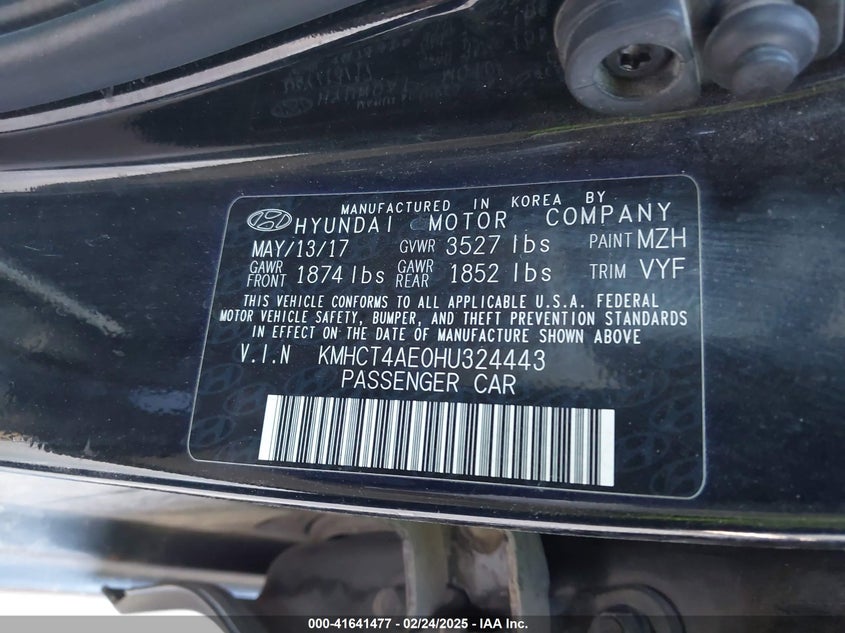 MANUFACTURED IN KOREA BY
HYUNDAI MOTOR COMPANY
MAY/13/17 GVWR 3527 lbs PAINT MZH
GAWR FRONT 1874 lbs GAWR REAR 1852 lbs TRIM VYF
THIS VEHICLE CONFORMS TO ALL APPLICABLE U.S.A. FEDERAL
MOTOR VEHICLE SAFETY, BUMPER, AND THEFT PREVENTION STANDARDS
IN EFFECT ON THE DATE OF MANUFACTURE SHOWN ABOVE
V.I.N KMHCT4AE0HU324443
PASSENGER CAR
000-41641477 - 02/24/2025 - IAA Inc.